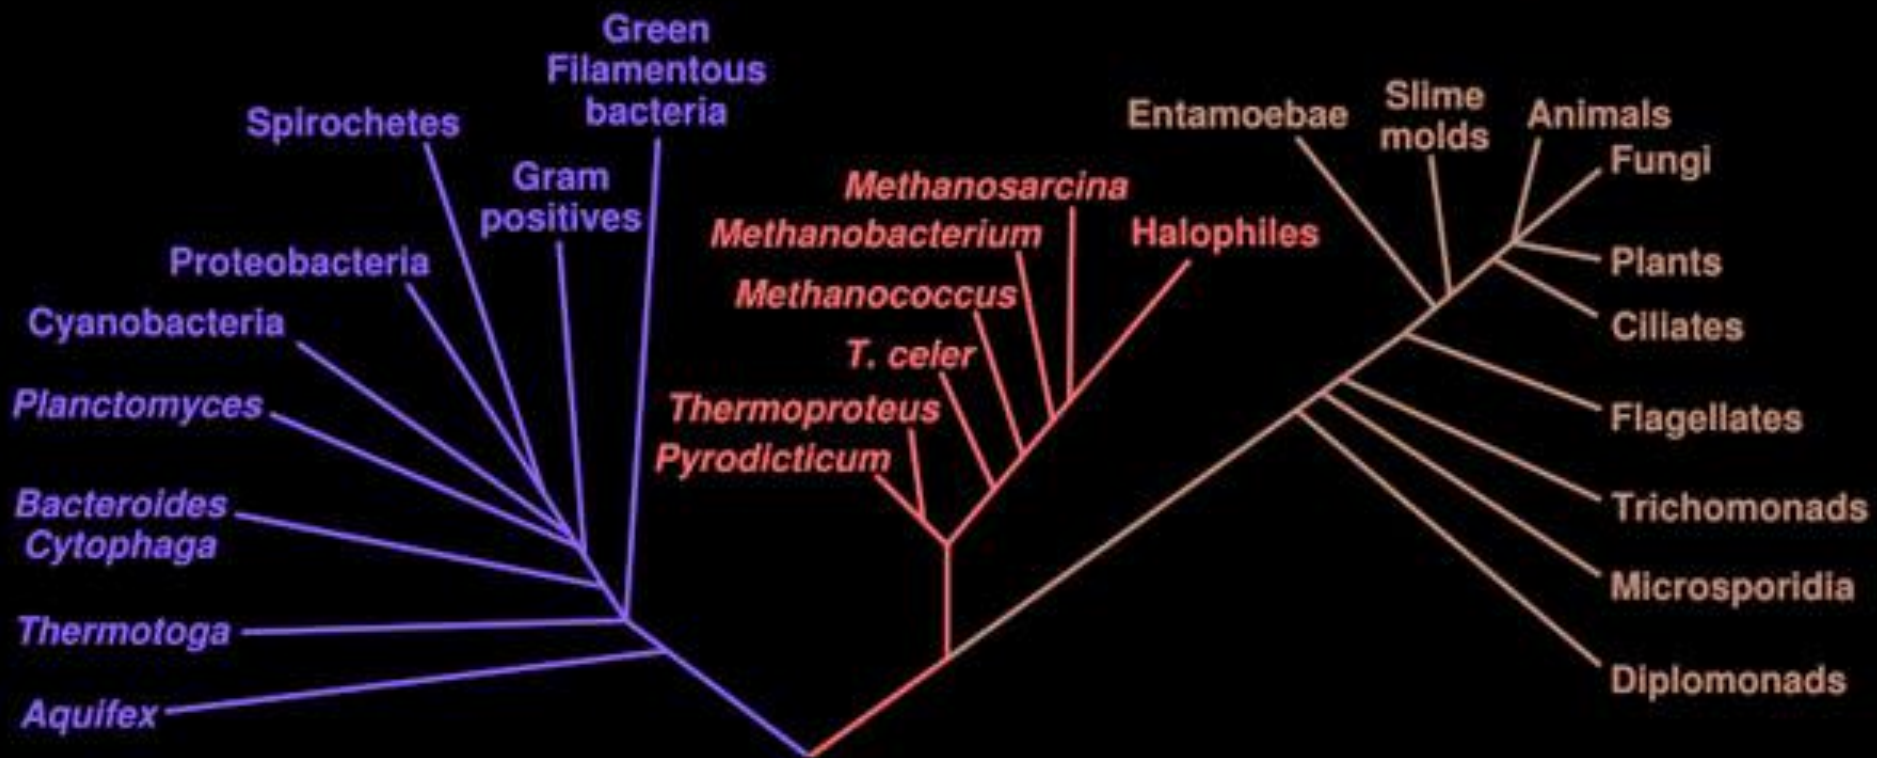 Green
Filamentous
bacteria
Spirochetes
Gram
positives
Proteobacteria
Cyanobacteria
Planctomyces
Bacteroides
Cytophaga
Thermotoga
Aquifex
Methanosarcina
Methanobacterium
Halophiles
Methanococcus
T. celer
Thermoproteus
Pyrodicticum
Entamoebae
Slime
molds
Animals
Fungi
Plants
Ciliates
Flagellates
Trichomonads
Microsporidia
Diplomonads